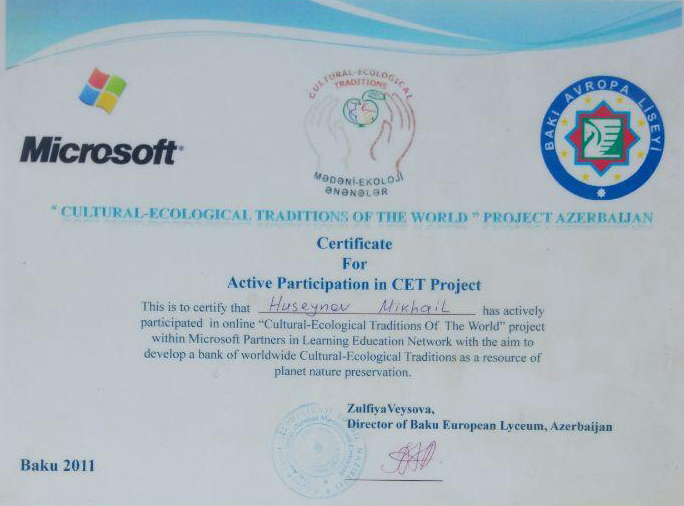 Microsoft
CULTURAL-ECOLOGICAL
TRADITIONS
MƏDƏNİ-EKOLOJİ
ƏNƏNƏLƏR
BAKI AVROPA LİSEYİ
" CULTURAL-ECOLOGICAL TRADITIONS OF THE WORLD " PROJECT AZERBAIJAN
Certificate
For
Active Participation in CET Project
This is to certify that Huseynov Mikhail has actively
participated in online “Cultural-Ecological Traditions Of The World” project
within Microsoft Partners in Learning Education Network with the aim to
develop a bank of worldwide Cultural-Ecological Traditions as a resource of
planet nature preservation.
ZulfiyaVeysova,
Director of Baku European Lyceum, Azerbaijan
Baku 2011